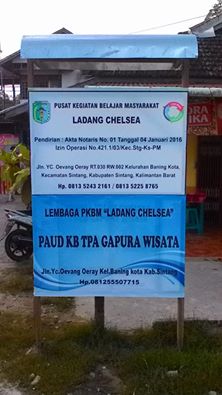 PUSAT KEGIATAN BELAJAR MASYARAKAT
LADANG CHELSEA
Pendirian : Akta Notaris No. 01 Tanggal 04 Januari 2016
Izin Operasi No.421.1/63/Kec.Stg-Ks-PM
Jln. YC. Oevang Oeray RT.030 RW.002 Kelurahan Baning Kota,
Kecamatan Sintang, Kabupaten Sintang, Kalimantan Barat
Hp. 0813 5243 2161 / 0813 5225 8765
LEMBAGA PKBM "LADANG CHELSEA"
PAUD KB TPA GAPURA WISATA
Jln.Yc.Oevang Oeray Kel.Baning kota Kab.Sintang
Hp.081255507715